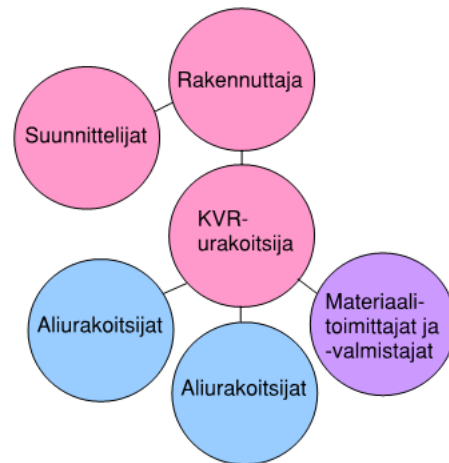 Rakennuttaja
Suunnittelijat
KVR-
urakoitsija
Aliurakoitsijat
Materiaali-
toimittajat ja
-valmistajat
Aliurakoitsijat